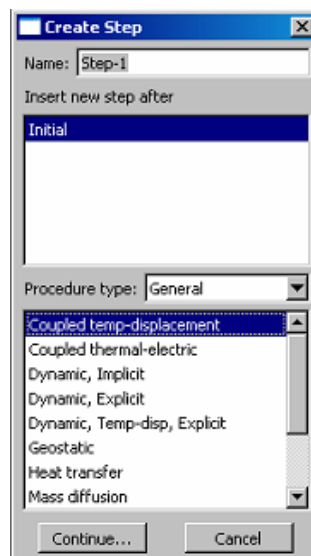 Create Step
Name: Step-1
Insert new step after
Initial
Procedure type: General
Coupled temp-displacement
Coupled thermal-electric
Dynamic, Implicit
Dynamic, Explicit
Dynamic, Temp-disp, Explicit
Geostatic
Heat transfer
Mass diffusion
Continue... Cancel